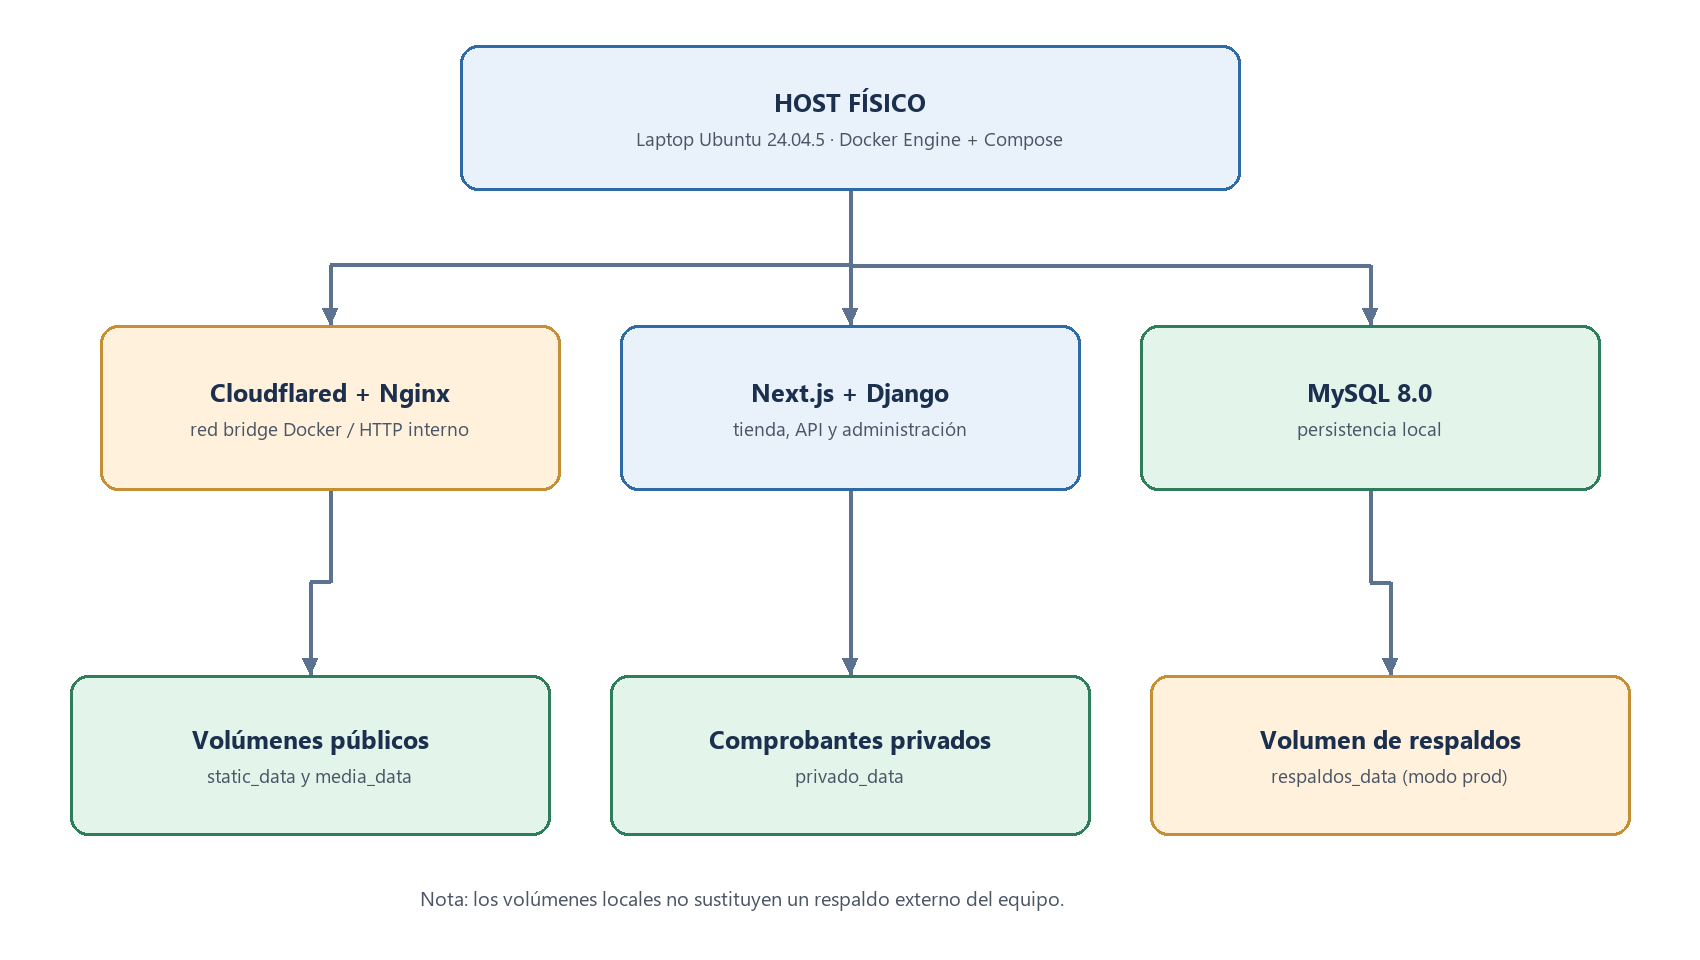 HOST FÍSICO
Laptop Ubuntu 24.04.5 · Docker Engine + Compose
Cloudflared + Nginx
red bridge Docker / HTTP interno
Next.js + Django
tienda, API y administración
MySQL 8.0
persistencia local
Volúmenes públicos
static_data y media_data
Comprobantes privados
privado_data
Volumen de respaldos
respaldos_data (modo prod)
Nota: los volúmenes locales no sustituyen un respaldo externo del equipo.